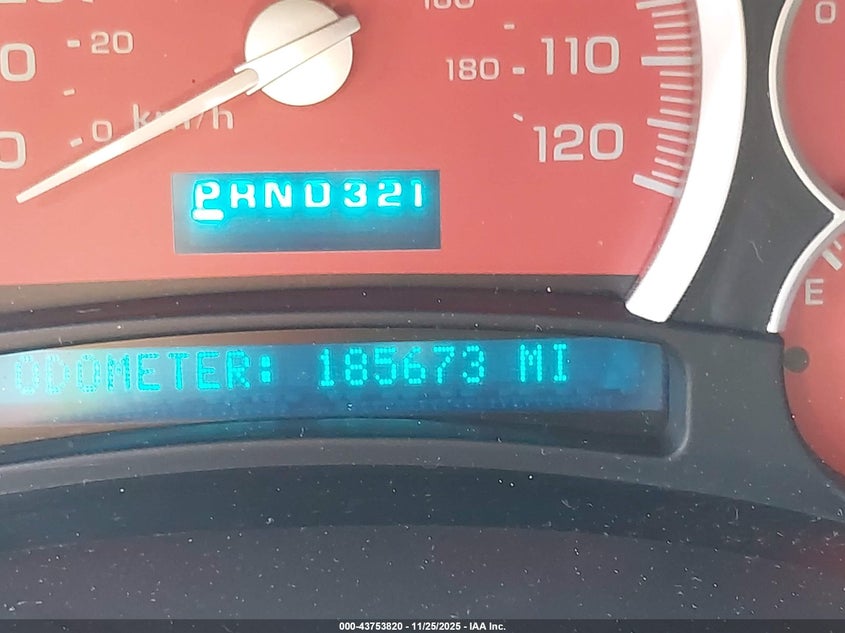 20
110
180
0
km/h
120
PRND321
E
ODOMETER: 185673 MI
000-43753820 - 11/25/2025 - IAA Inc.